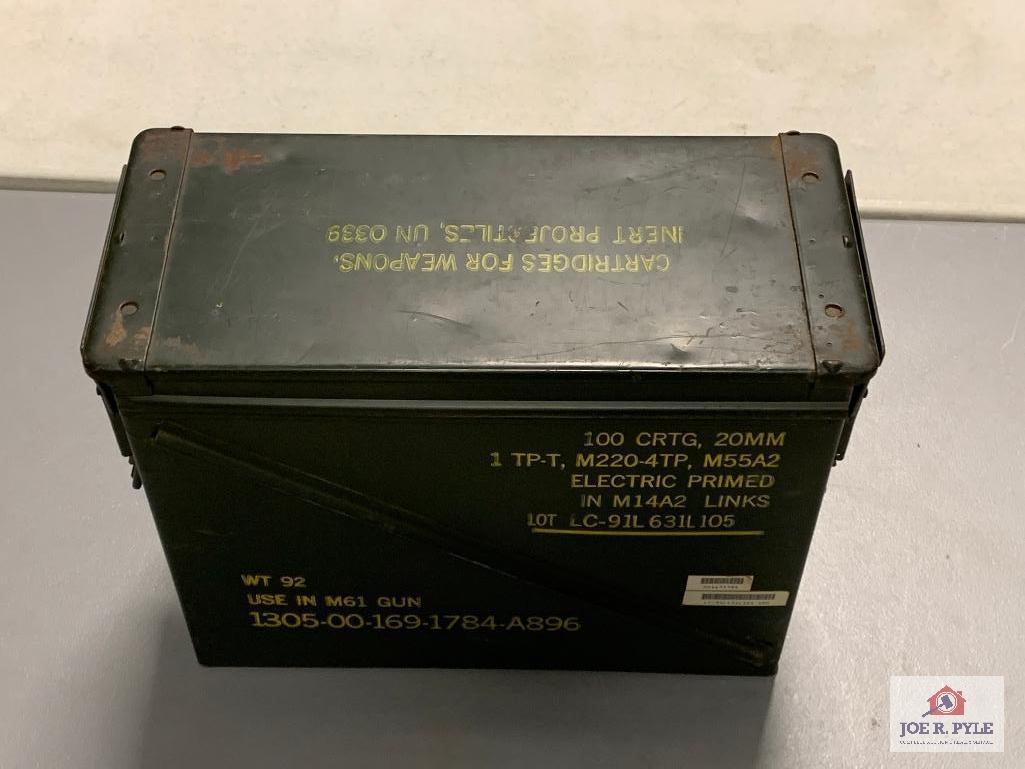 CARTRIDGES FOR WEAPONS,
INERT PROJECTILES, UN 0339
100 CRTG, 20MM
1 TP-T, M220-4TP, M55A2
ELECTRIC PRIMED
IN M14A2 LINKS
LOT LC-91L631L105
WT 92
USE IN M61 GUN
1305-00-169-1784-A896
JOE R. PYLE